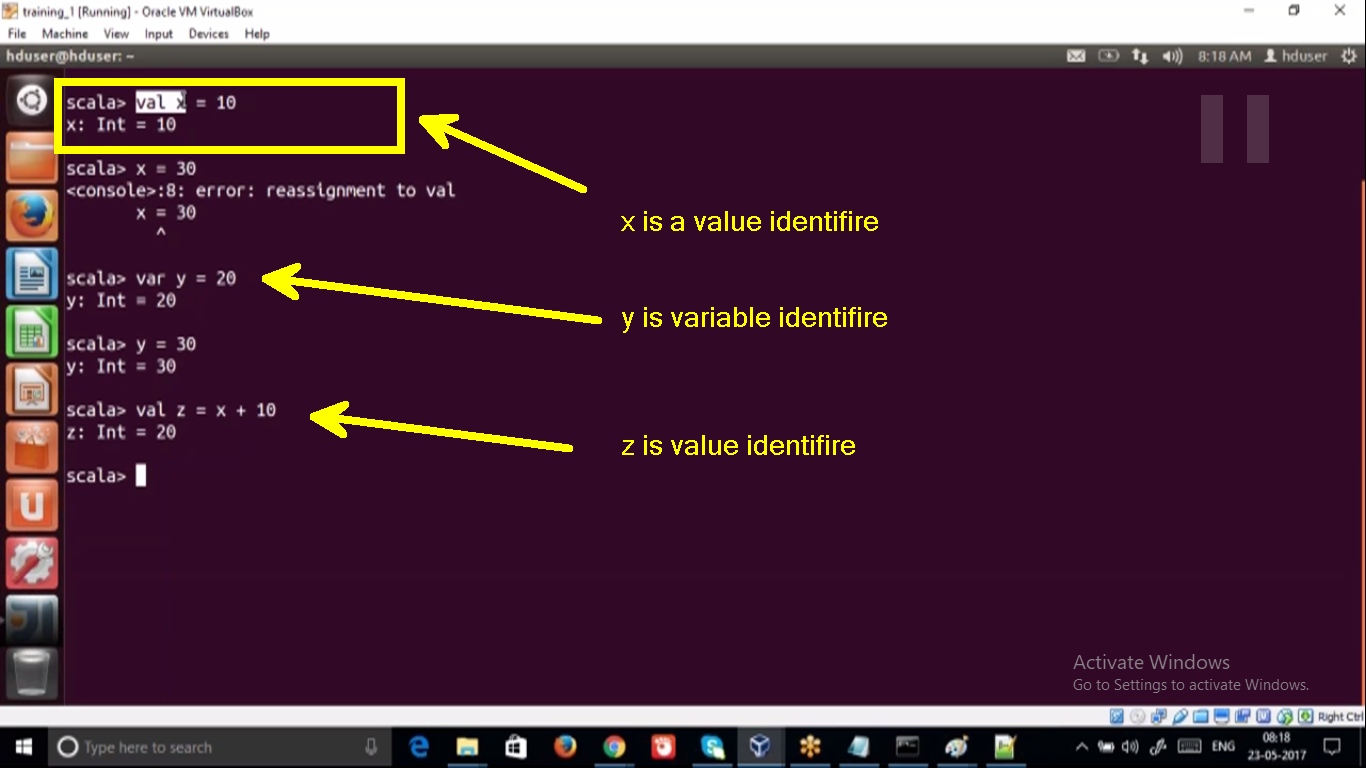 training_1 [Running] - Oracle VM VirtualBox
File Machine View Input Devices Help
hduser@hduser: ~ 8:18 AM hduser
scala> val x = 10
x: Int = 10
scala> x = 30
<console>:8: error: reassignment to val
x = 30
^
x is a value identifire
scala> var y = 20
y: Int = 20
y is variable identifire
scala> y = 30
y: Int = 30
scala> val z = x + 10
z: Int = 20
z is value identifire
scala>
Activate Windows
Go to Settings to activate Windows.
Right Ctrl
Type here to search
ENG
08:18
23-05-2017